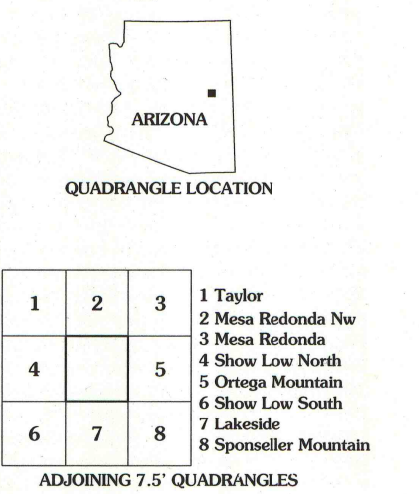 ARIZONA
QUADRANGLE LOCATION
1 2 3
4 5
6 7 8
1 Taylor
2 Mesa Redonda Nw
3 Mesa Redonda
4 Show Low North
5 Ortega Mountain
6 Show Low South
7 Lakeside
8 Sponseller Mountain
ADJOINING 7.5' QUADRANGLES